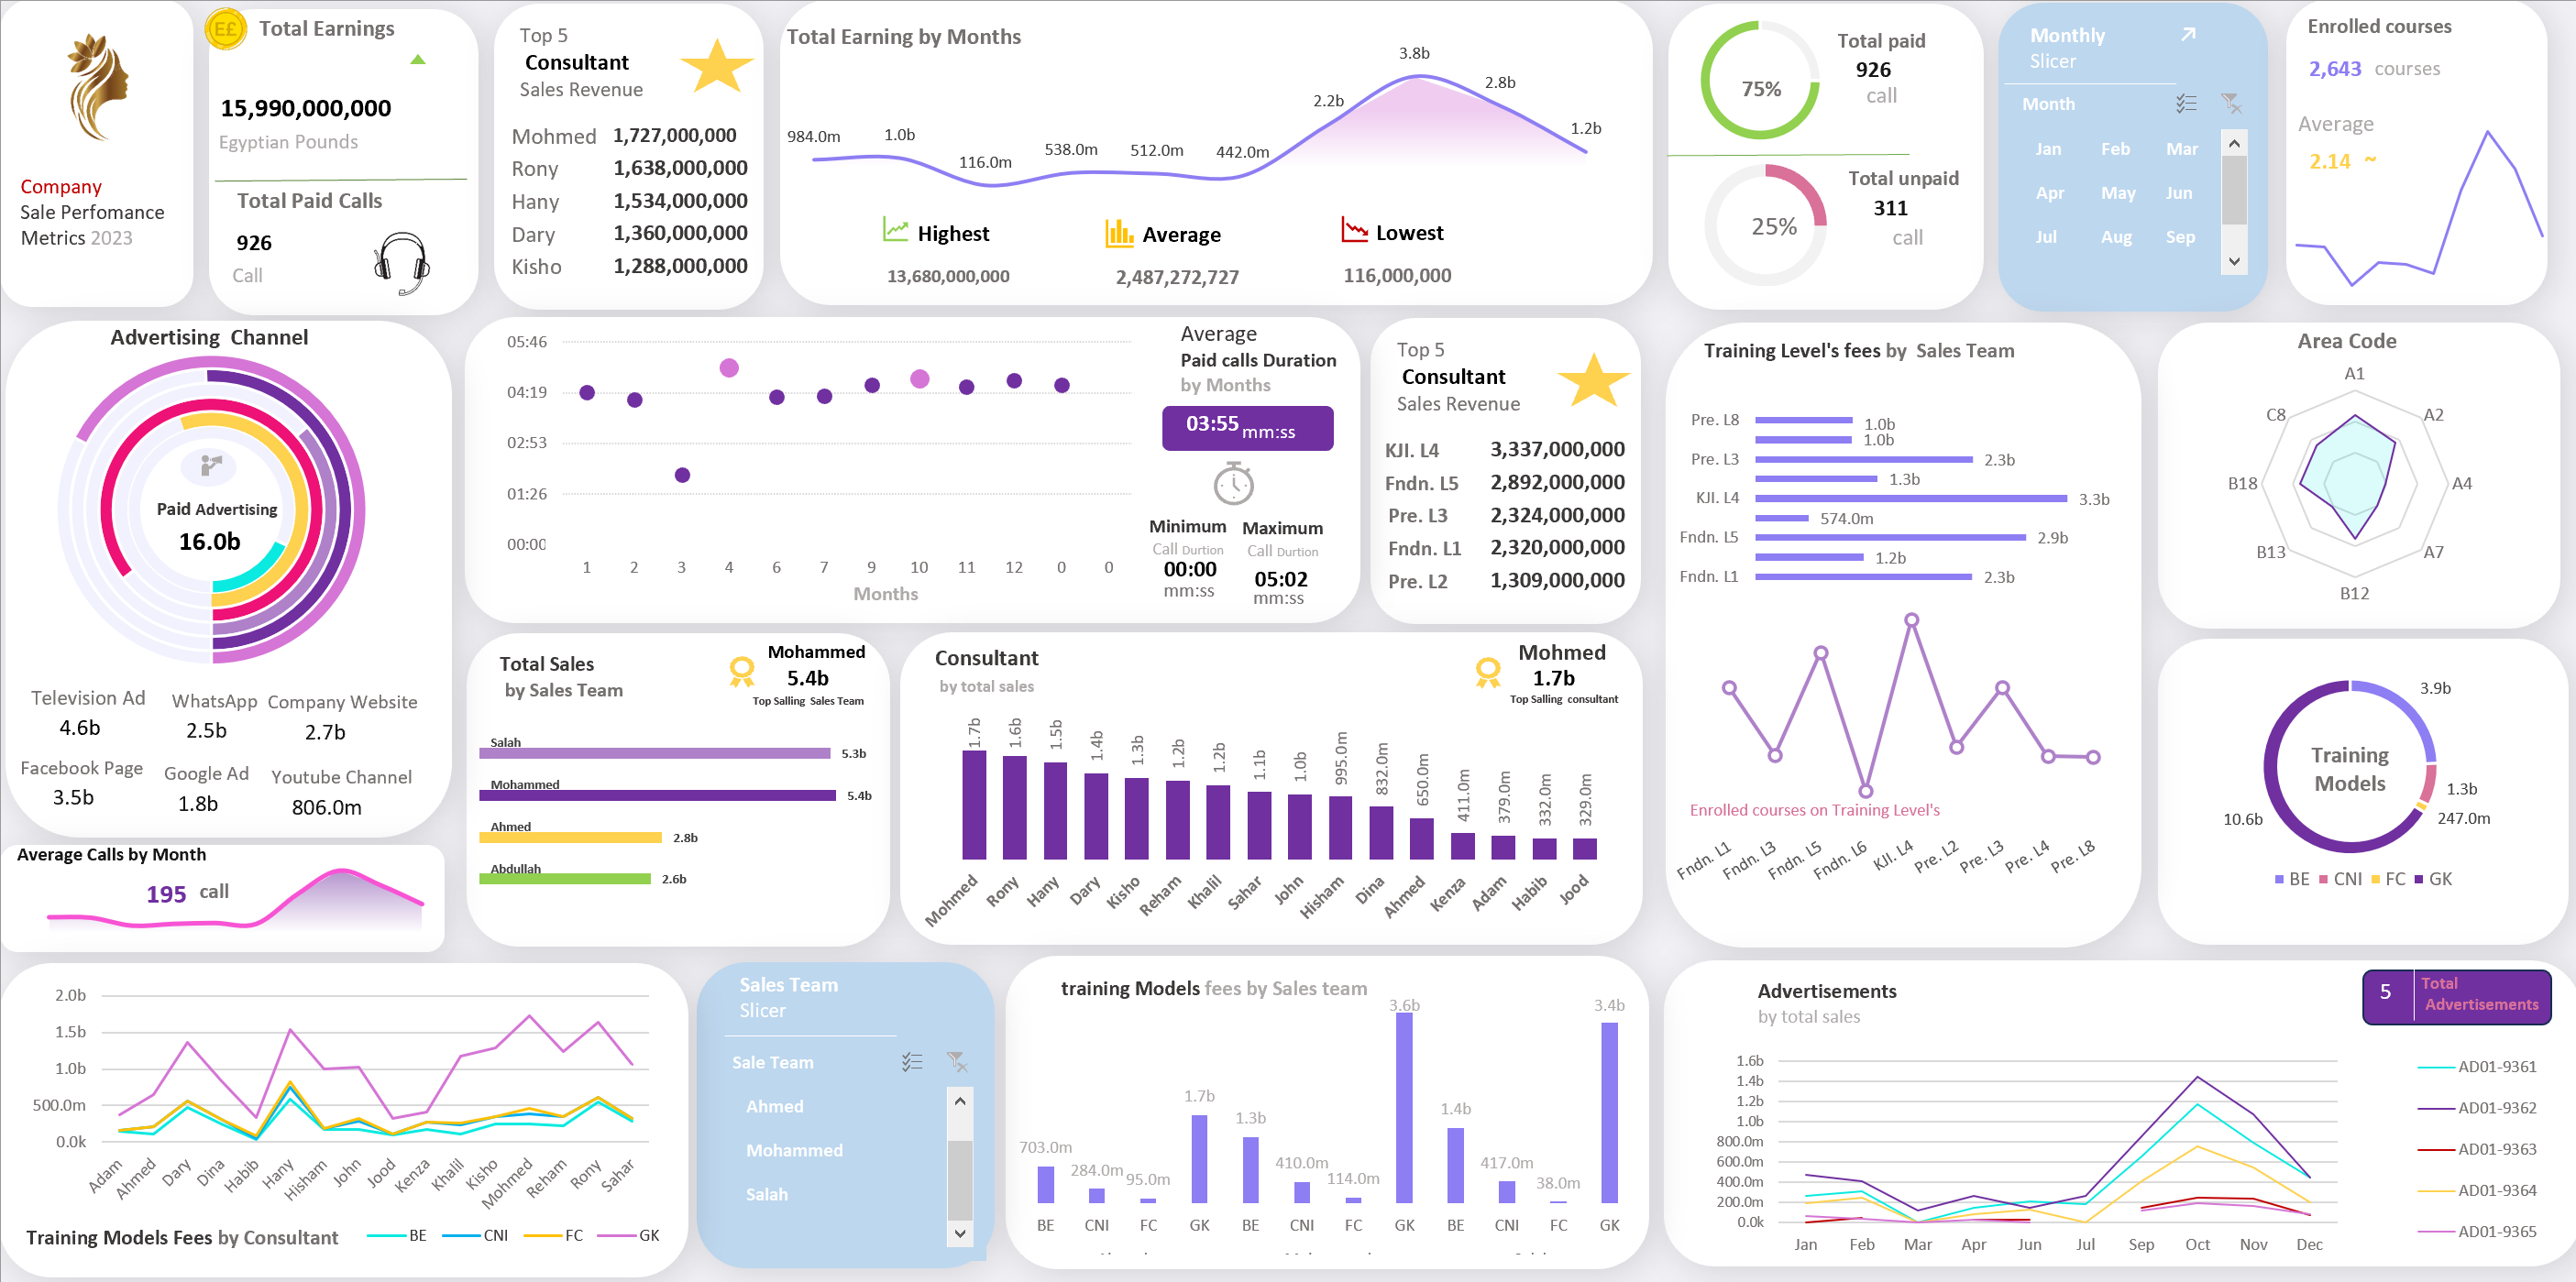 Company
Sale Perfomance
Metrics 2023
E£
Total Earnings
15,990,000,000
Egyptian Pounds
Total Paid Calls
926
Call
Top 5
Consultant
Sales Revenue
Mohmed 1,727,000,000
Rony 1,638,000,000
Hany 1,534,000,000
Dary 1,360,000,000
Kisho 1,288,000,000
Total Earning by Months
984.0m 1.0b 116.0m 538.0m 512.0m 442.0m 2.2b 3.8b 2.8b 1.2b
Highest Average Lowest
13,680,000,000 2,487,272,727 116,000,000
75%
Total paid
926
call
25%
Total unpaid
311
call
Monthly
Slicer
Month
Jan Feb Mar
Apr May Jun
Jul Aug Sep
Enrolled courses
2,643 courses
Average
2.14 ~
Advertising Channel
Paid Advertising
16.0b
Television Ad WhatsApp Company Website
4.6b 2.5b 2.7b
Facebook Page Google Ad Youtube Channel
3.5b 1.8b 806.0m
05:46
04:19
02:53
01:26
00:00
1 2 3 4 6 7 9 10 11 12 0 0
Months
Average
Paid calls Duration
by Months
03:55 mm:ss
Minimum Maximum
Call Durtion Call Durtion
00:00 05:02
mm:ss mm:ss
Top 5
Consultant
Sales Revenue
KJI. L4 3,337,000,000
Fndn. L5 2,892,000,000
Pre. L3 2,324,000,000
Fndn. L1 2,320,000,000
Pre. L2 1,309,000,000
Training Level's fees by Sales Team
Pre. L8 1.0b
1.0b
Pre. L3 2.3b
1.3b
KJI. L4 3.3b
574.0m
Fndn. L5 2.9b
1.2b
Fndn. L1 2.3b
Enrolled courses on Training Level's
Fndn. L1 Fndn. L3 Fndn. L5 Fndn. L6 KJI. L4 Pre. L2 Pre. L3 Pre. L4 Pre. L8
Area Code
A1
A2
A4
A7
B12
B13
B18
C8
Average Calls by Month
195 call
Total Sales
by Sales Team
Mohammed
5.4b
Top Salling Sales Team
Salah 5.3b
Mohammed 5.4b
Ahmed 2.8b
Abdullah 2.6b
Consultant
by total sales
Mohmed
1.7b
Top Salling consultant
1.7b 1.6b 1.5b 1.4b 1.3b 1.2b 1.2b 1.1b 1.0b 995.0m 832.0m 650.0m 411.0m 379.0m 332.0m 329.0m
Mohmed Rony Hany Dary Kisho Reham Khalil Sahar John Hisham Dina Ahmed Kenza Adam Habib Jood
Training
Models
3.9b
1.3b
247.0m
10.6b
BE CNI FC GK
2.0b
1.5b
1.0b
500.0m
0.0k
Adam Ahmed Dary Dina Habib Hany Hisham John Jood Kenza Khalil Kisho Mohmed Reham Rony Sahar
Training Models Fees by Consultant BE CNI FC GK
Sales Team
Slicer
Sale Team
Ahmed
Mohammed
Salah
training Models fees by Sales team
703.0m 284.0m 95.0m 1.7b 1.3b 410.0m 114.0m 3.6b 1.4b 417.0m 38.0m 3.4b
BE CNI FC GK BE CNI FC GK BE CNI FC GK
Advertisements
by total sales
5 Total
Advertisements
1.6b
1.4b
1.2b
1.0b
800.0m
600.0m
400.0m
200.0m
0.0k
Jan Feb Mar Apr Jun Jul Sep Oct Nov Dec
AD01-9361
AD01-9362
AD01-9363
AD01-9364
AD01-9365